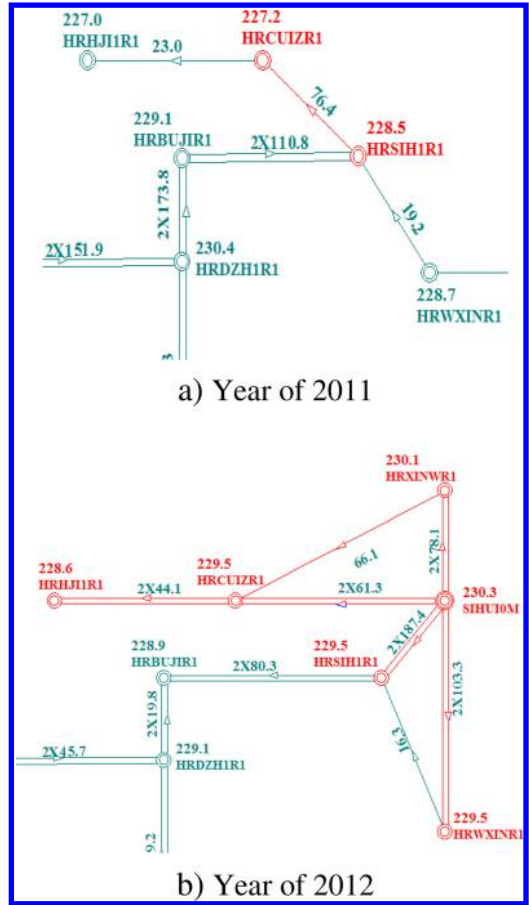 227.0
HRHJI1R1
23.0
227.2
HRCUIZR1
76.4
229.1
HRBUJIR1
2X110.8
228.5
HRSIH1R1
2X173.8
19.2
2X151.9
230.4
HRDZH1R1
228.7
HRWXINR1
3
a) Year of 2011
230.1
HRXINWR1
66.1
2X78.1
228.6
HRHJI1R1
2X44.1
229.5
HRCUIZR1
2X61.3
230.3
SIHUI0M
2X187.4
228.9
HRBUJIR1
2X80.3
229.5
HRSIH1R1
2X103.3
2X19.8
16.3
2X45.7
229.1
HRDZH1R1
9.2
229.5
HRWXINR1
b) Year of 2012